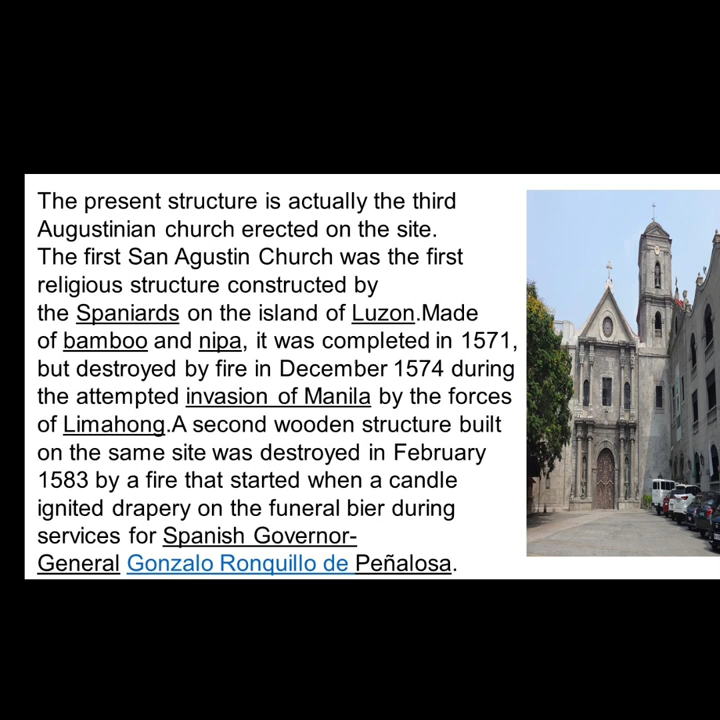 The present structure is actually the third
Augustinian church erected on the site.
The first San Agustin Church was the first
religious structure constructed by
the Spaniards on the island of Luzon.Made
of bamboo and nipa, it was completed in 1571,
but destroyed by fire in December 1574 during
the attempted invasion of Manila by the forces
of Limahong.A second wooden structure built
on the same site was destroyed in February
1583 by a fire that started when a candle
ignited drapery on the funeral bier during
services for Spanish Governor-
General Gonzalo Ronquillo de Peñalosa.